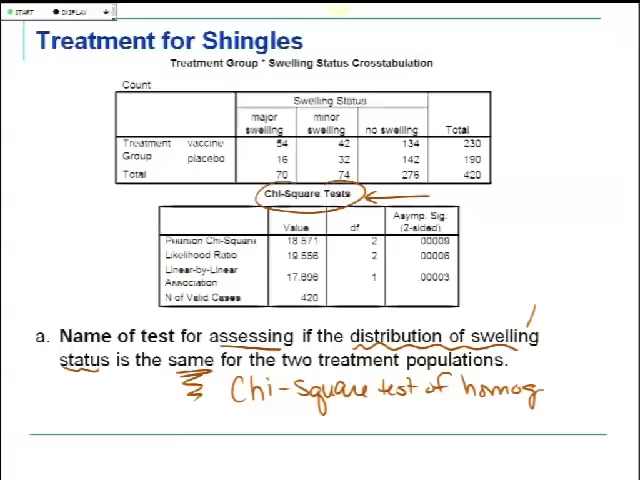 START DISPLAY
Treatment for Shingles
Treatment Group * Swelling Status Crosstabulation
Count
Swelling Status
major swelling minor swelling no swelling Total
Treatment Group vaccine 54 42 134 230
placebo 16 32 142 190
Total 70 74 276 420
Chi-Square Tests
Value df Asymp. Sig. (2-sided)
Pearson Chi-Square 18.571 2 .00009
Likelihood Ratio 19.556 2 .00006
Linear-by-Linear Association 17.898 1 .00003
N of Valid Cases 420
a. Name of test for assessing if the distribution of swelling
status is the same for the two treatment populations.
Chi-Square test of homog